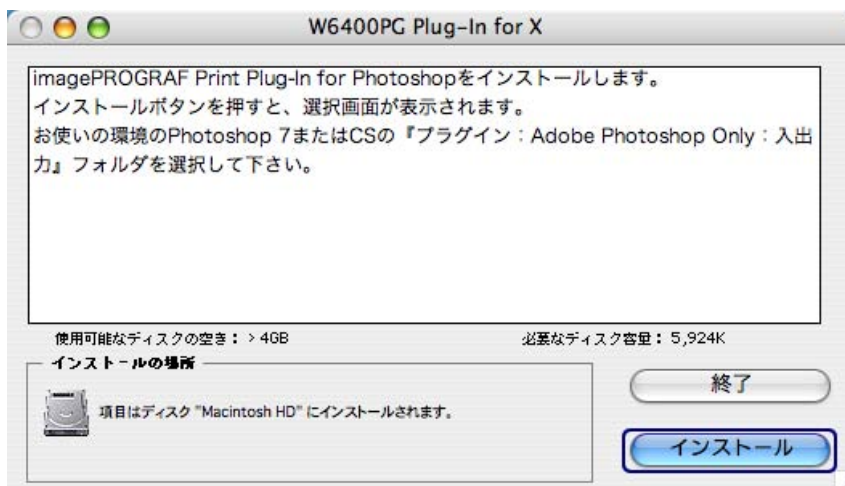 W6400PG Plug-In for X
imagePROGRAF Print Plug-In for Photoshopをインストールします。
インストールボタンを押すと、選択画面が表示されます。
お使いの環境のPhotoshop 7またはCSの『プラグイン：Adobe Photoshop Only：入出
力』フォルダを選択して下さい。
使用可能なディスクの空き：> 4GB
必要なディスク容量：5,924K
インストールの場所
項目はディスク "Macintosh HD" にインストールされます。
終了
インストール